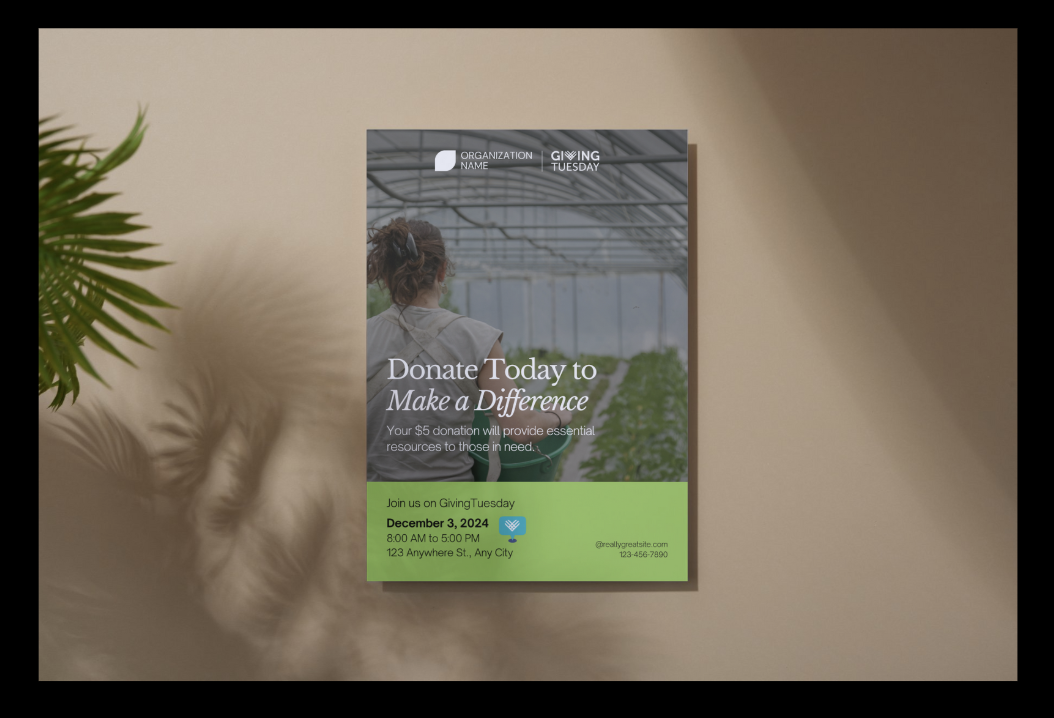 ORGANIZATION
NAME
GIVING
TUESDAY
Donate Today to
Make a Difference
Your $5 donation will provide essential
resources to those in need.
Join us on GivingTuesday
December 3, 2024
8:00 AM to 5:00 PM
123 Anywhere St., Any City
@reallygreatsite.com
123-456-7890